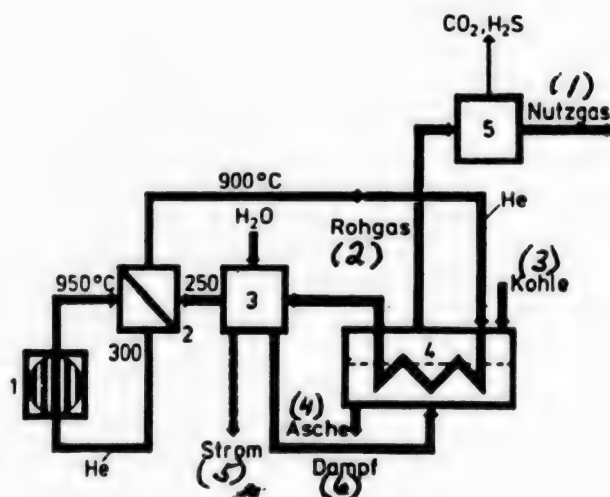 CO₂,H₂S
(1)
Nutzgas
5
900°C
H₂O
He
Rohgas
(2)
(3)
Kohle
950°C
250
3
2
300
4
1
(4)
Asche
He
Strom
(5)
Dampf
(6)